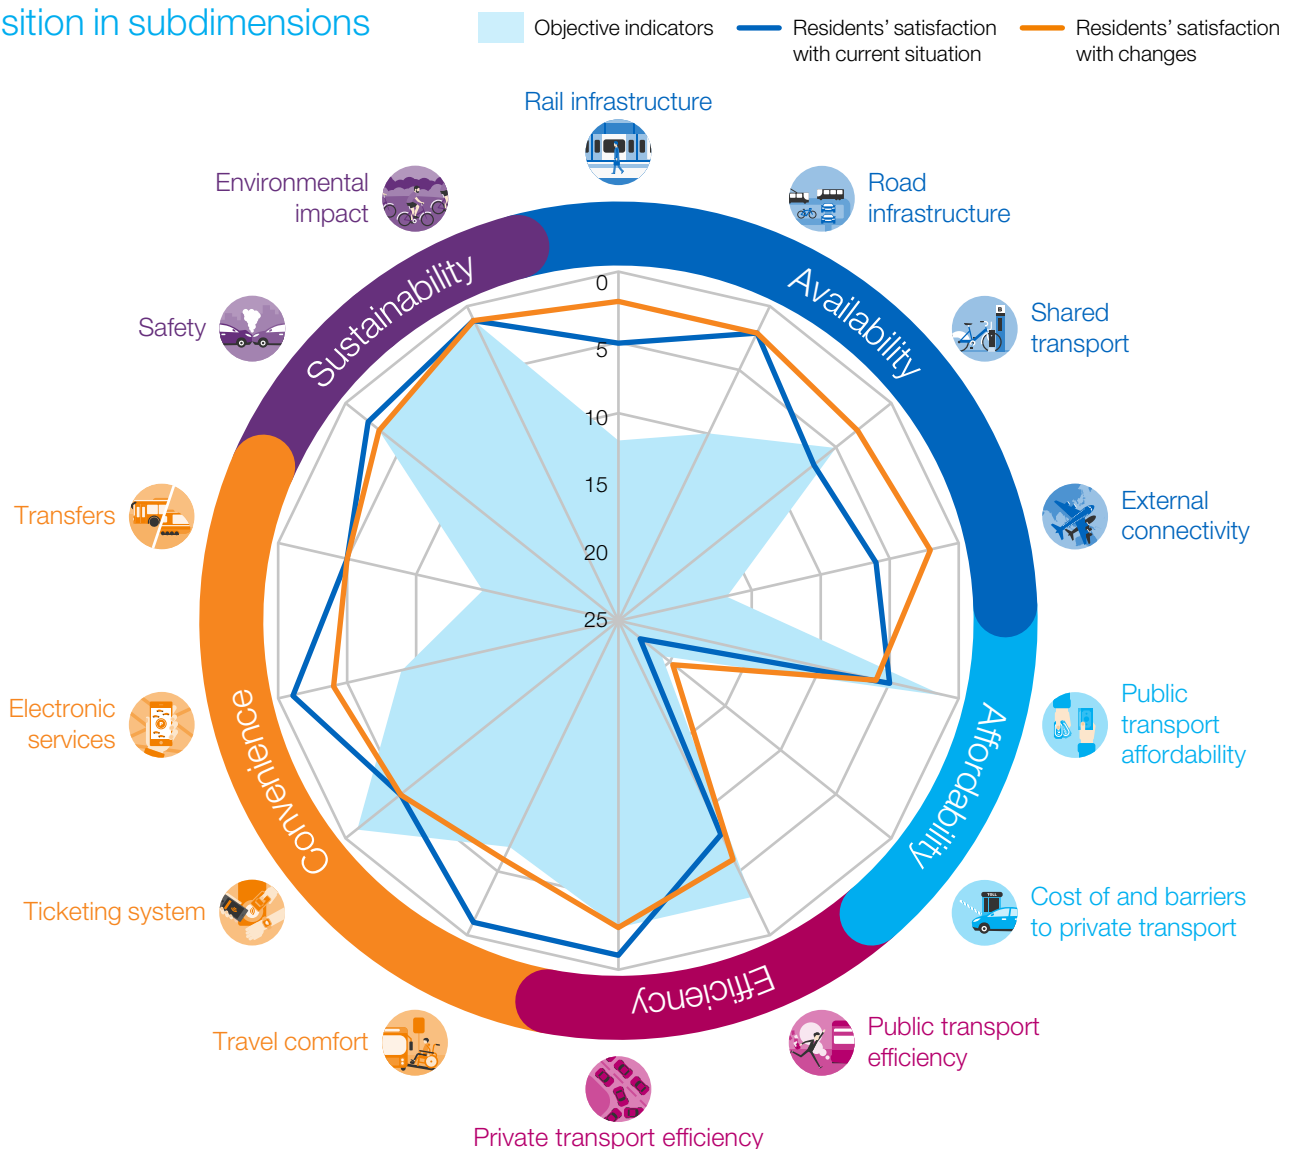 sition in subdimensions
Objective indicators
Residents’ satisfaction
with current situation
Residents’ satisfaction
with changes
Rail infrastructure
Environmental
impact
Road
infrastructure
Safety
Shared
transport
Sustainability
Availability
0
5
10
15
20
25
Transfers
External
connectivity
Electronic
services
Public
transport
affordability
Convenience
Affordability
Ticketing system
Cost of and barriers
to private transport
Efficiency
Travel comfort
Public transport
efficiency
Private transport efficiency